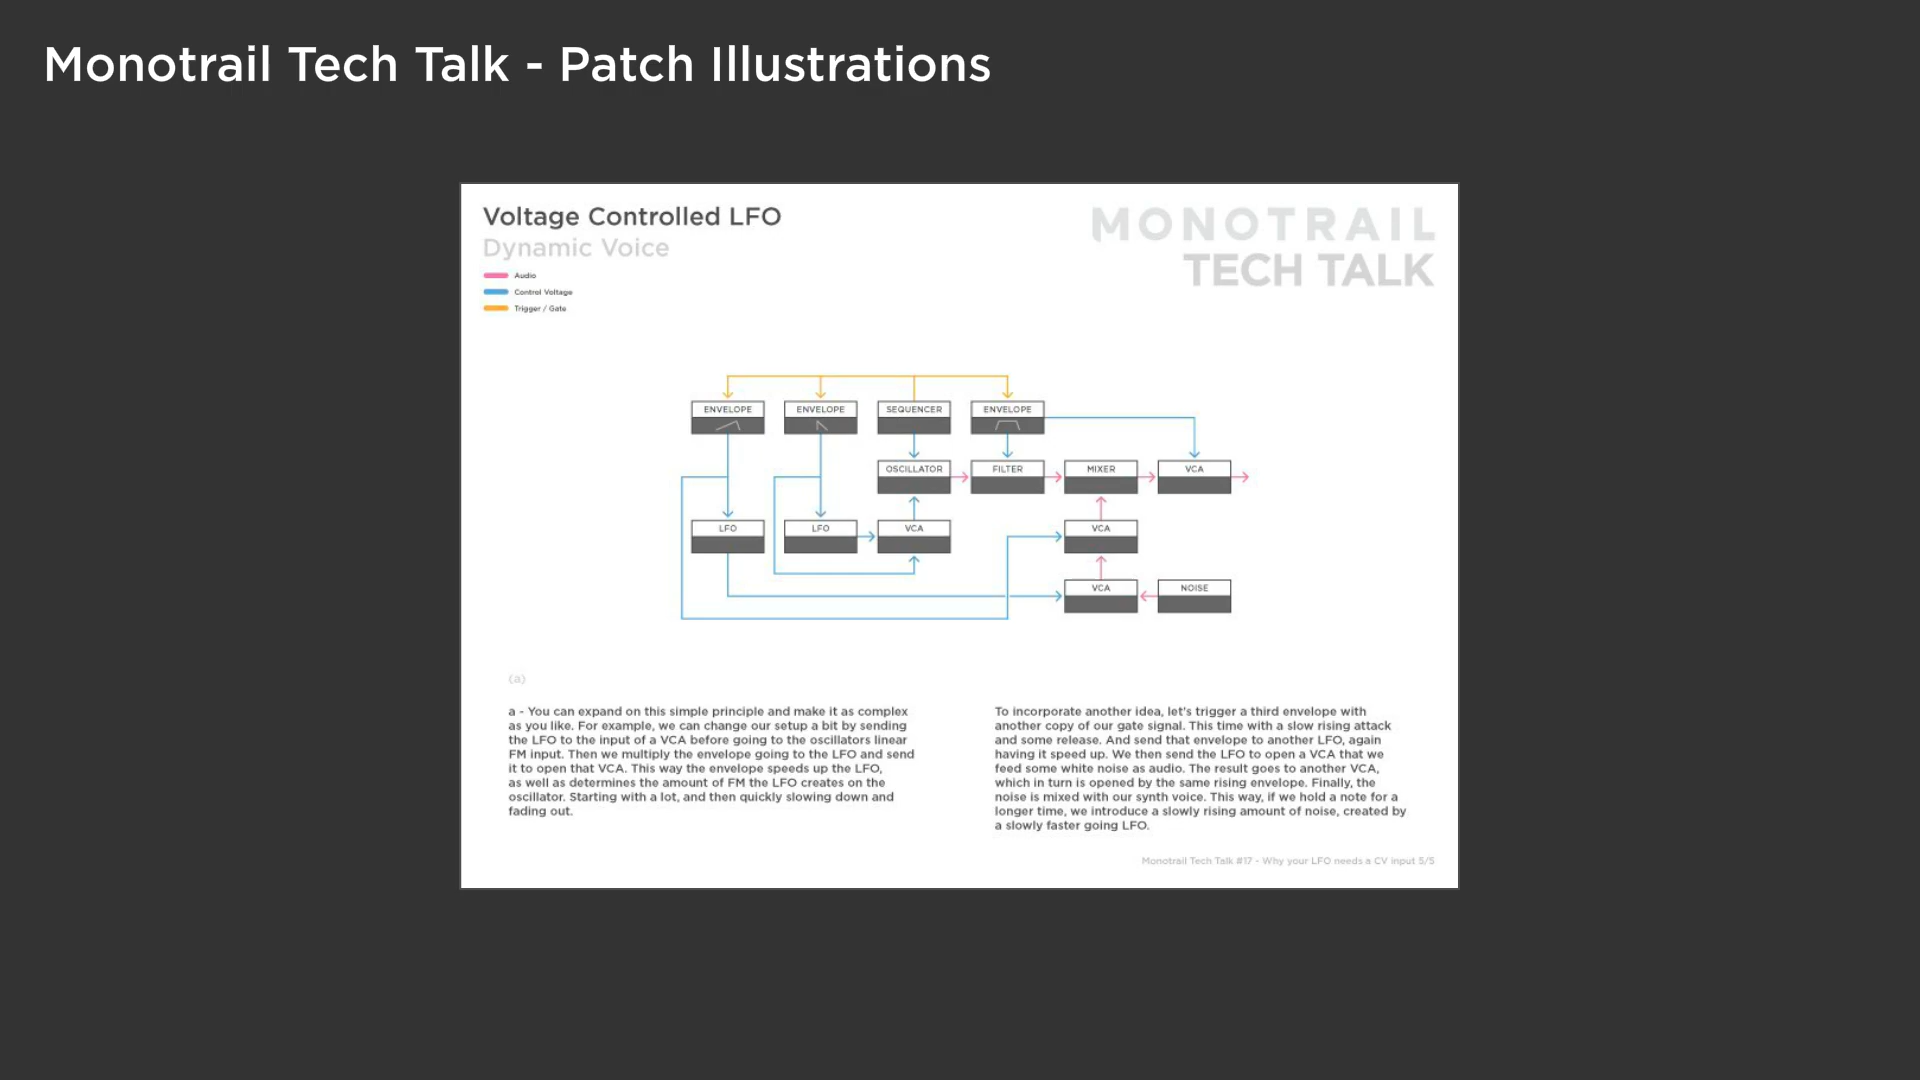 Monotrail Tech Talk - Patch Illustrations
Voltage Controlled LFO
Dynamic Voice
MONOTRAIL
TECH TALK
Audio
Control Voltage
Trigger / Gate
ENVELOPE
ENVELOPE
SEQUENCER
ENVELOPE
OSCILLATOR
FILTER
MIXER
VCA
LFO
LFO
VCA
VCA
VCA
NOISE
(a)
a - You can expand on this simple principle and make it as complex
as you like. For example, we can change our setup a bit by sending
the LFO to the input of a VCA before going to the oscillators linear
FM input. Then we multiply the envelope going to the LFO and send
it to open that VCA. This way the envelope speeds up the LFO,
as well as determines the amount of FM the LFO creates on the
oscillator. Starting with a lot, and then quickly slowing down and
fading out.
To incorporate another idea, let's trigger a third envelope with
another copy of our gate signal. This time with a slow rising attack
and some release. And send that envelope to another LFO, again
having it speed up. We then send the LFO to open a VCA that we
feed some white noise as audio. The result goes to another VCA,
which in turn is opened by the same rising envelope. Finally, the
noise is mixed with our synth voice. This way, if we hold a note for a
longer time, we introduce a slowly rising amount of noise, created by
a slowly faster going LFO.
Monotrail Tech Talk #17 - Why your LFO needs a CV input 5/5